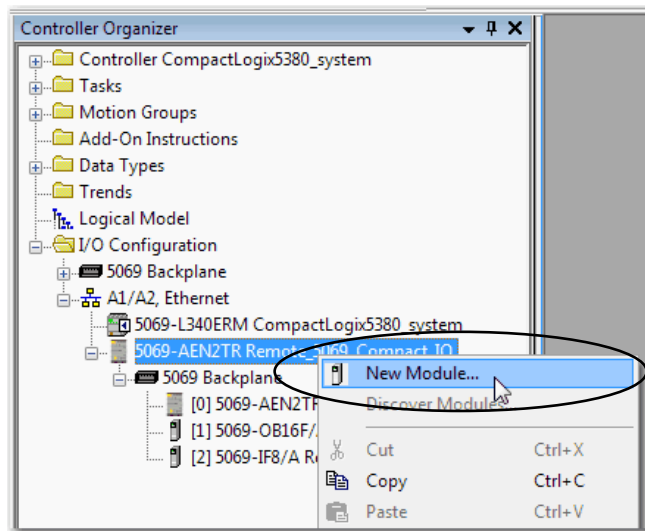 Controller Organizer
Controller CompactLogix5380_system
Tasks
Motion Groups
Add-On Instructions
Data Types
Trends
Logical Model
I/O Configuration
5069 Backplane
A1/A2, Ethernet
5069-L340ERM CompactLogix5380_system
5069-AEN2TR Remote_5069_Compact_IO
New Module...
5069 Backplane
[0] 5069-AEN2TR
Discover Modules...
[1] 5069-OB16F/
[2] 5069-IF8/A Re
Cut Ctrl+X
Copy Ctrl+C
Paste Ctrl+V